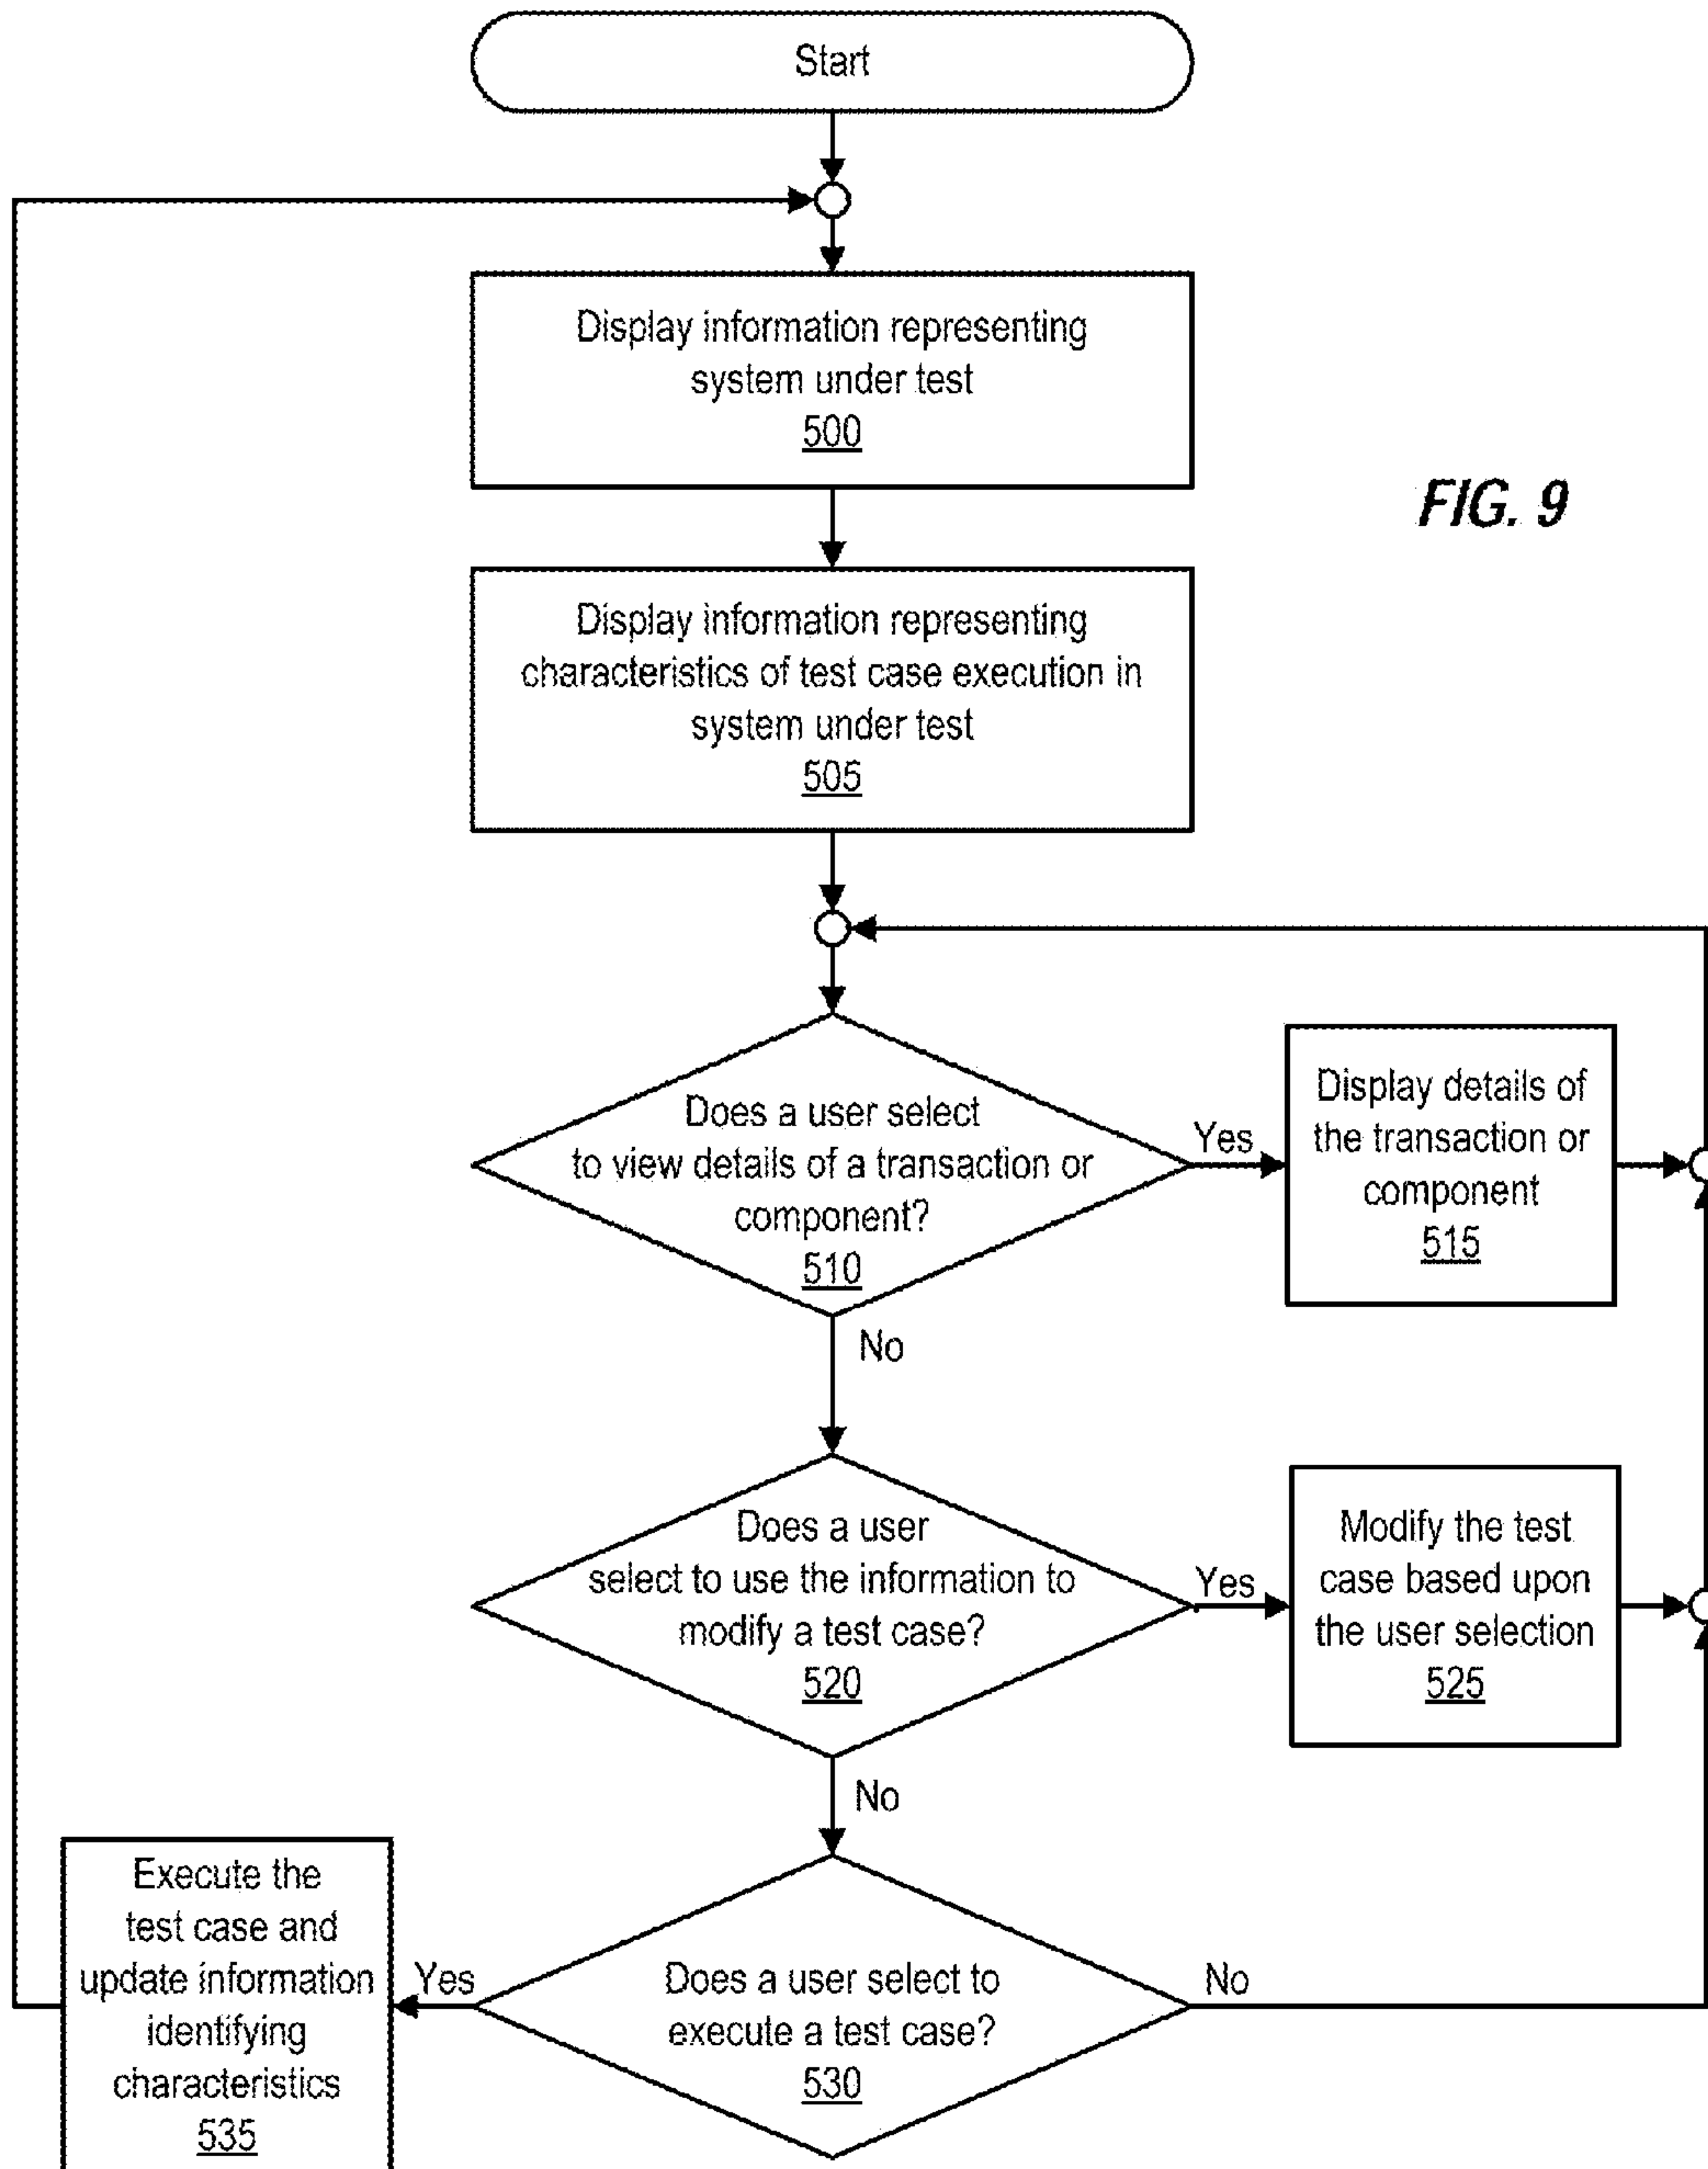 Start
Display information representing
system under test
500
FIG. 9
Display information representing
characteristics of test case execution in
system under test
505
Does a user select
to view details of a transaction or
component?
510
Yes
Display details of
the transaction or
component
515
No
Does a user
select to use the information to
modify a test case?
520
Yes
Modify the test
case based upon
the user selection
525
No
Does a user select to
execute a test case?
530
Yes
No
Execute the
test case and
update information
identifying
characteristics
535